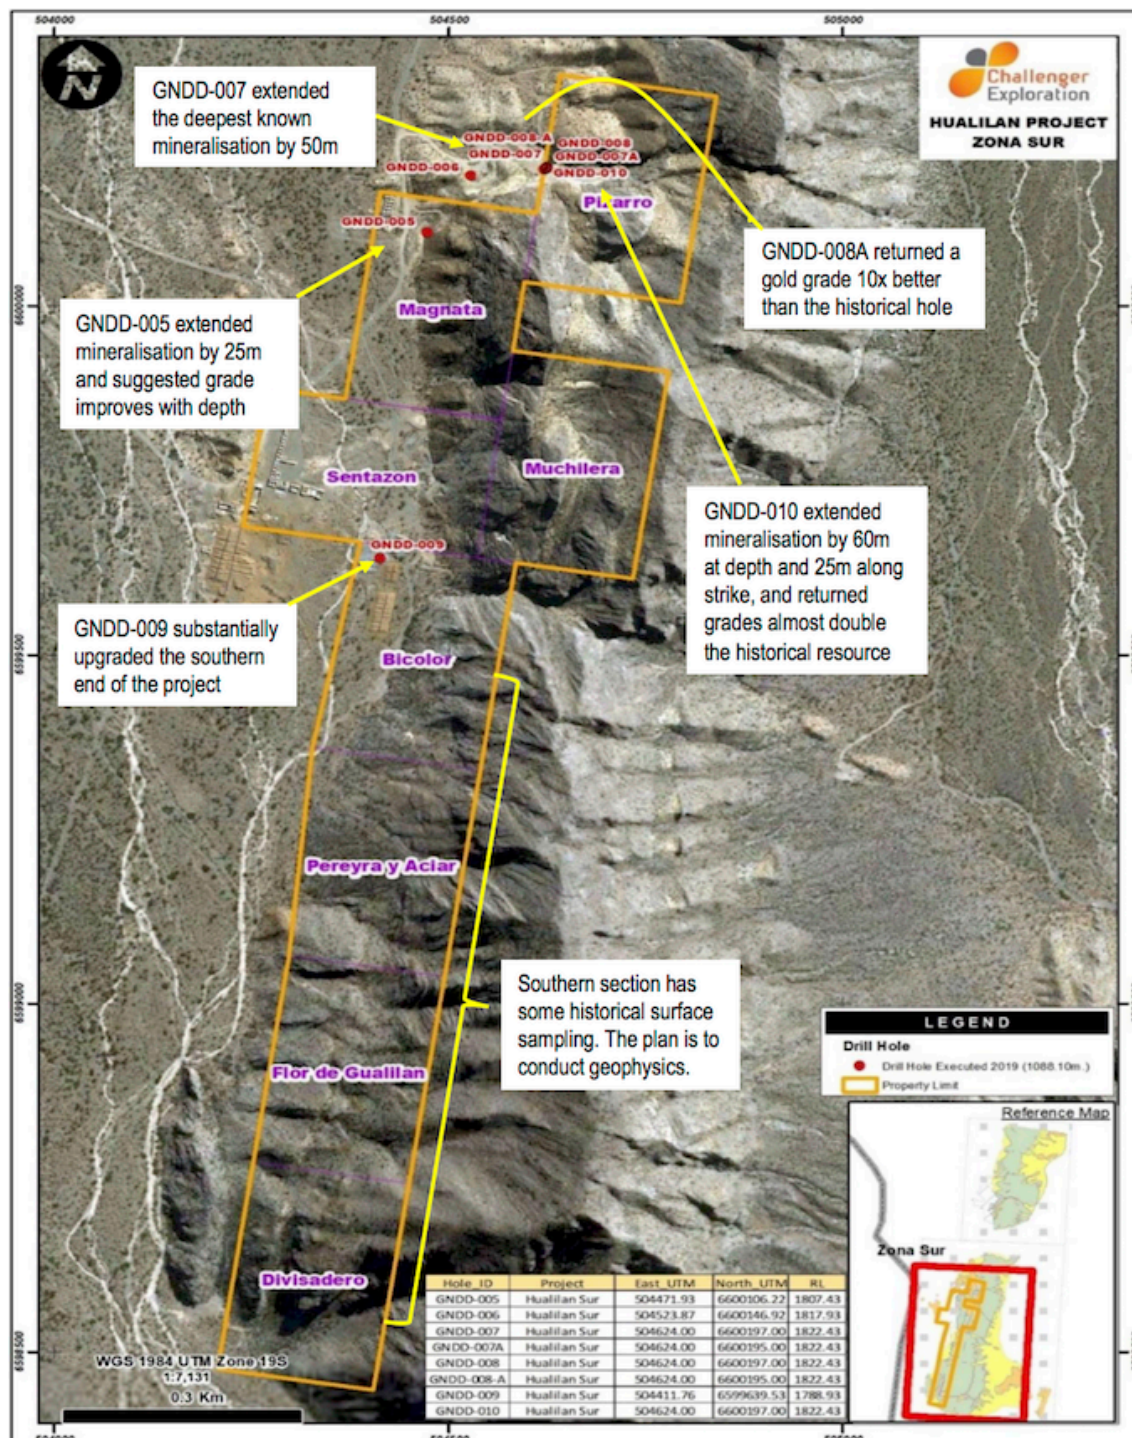 504000
504500
505000
Challenger
Exploration
HUALILAN PROJECT
ZONA SUR
N
GNDD-007 extended
the deepest known
mineralisation by 50m
GNDD-008-A
GNDD-008
GNDD-007
GNDD-007A
GNDD-006
GNDD-010
Pizarro
GNDD-005
GNDD-008A returned a
gold grade 10x better
than the historical hole
6600000
Magnata
GNDD-005 extended
mineralisation by 25m
and suggested grade
improves with depth
Sentazon
Muchilera
GNDD-010 extended
mineralisation by 60m
at depth and 25m along
strike, and returned
grades almost double
the historical resource
GNDD-009
GNDD-009 substantially
upgraded the southern
end of the project
6599500
Bicolor
Pereyra y Aciar
Southern section has
some historical surface
sampling. The plan is to
conduct geophysics.
6599000
Flor de Gualilan
LEGEND
Drill Hole
Drill Hole Executed 2019 (1088.10m.)
Property Limit
Reference Map
Zona Sur
Divisadero
6598500
WGS 1984 UTM Zone 19S
1:7,131
0.3 Km
Hole_ID Project East_UTM North_UTM RL
GNDD-005 Hualilan Sur 504471.93 6600106.22 1807.43
GNDD-006 Hualilan Sur 504523.87 6600146.92 1817.93
GNDD-007 Hualilan Sur 504624.00 6600197.00 1822.43
GNDD-007A Hualilan Sur 504624.00 6600195.00 1822.43
GNDD-008 Hualilan Sur 504624.00 6600197.00 1822.43
GNDD-008-A Hualilan Sur 504624.00 6600195.00 1822.43
GNDD-009 Hualilan Sur 504411.76 6599639.53 1788.93
GNDD-010 Hualilan Sur 504624.00 6600197.00 1822.43